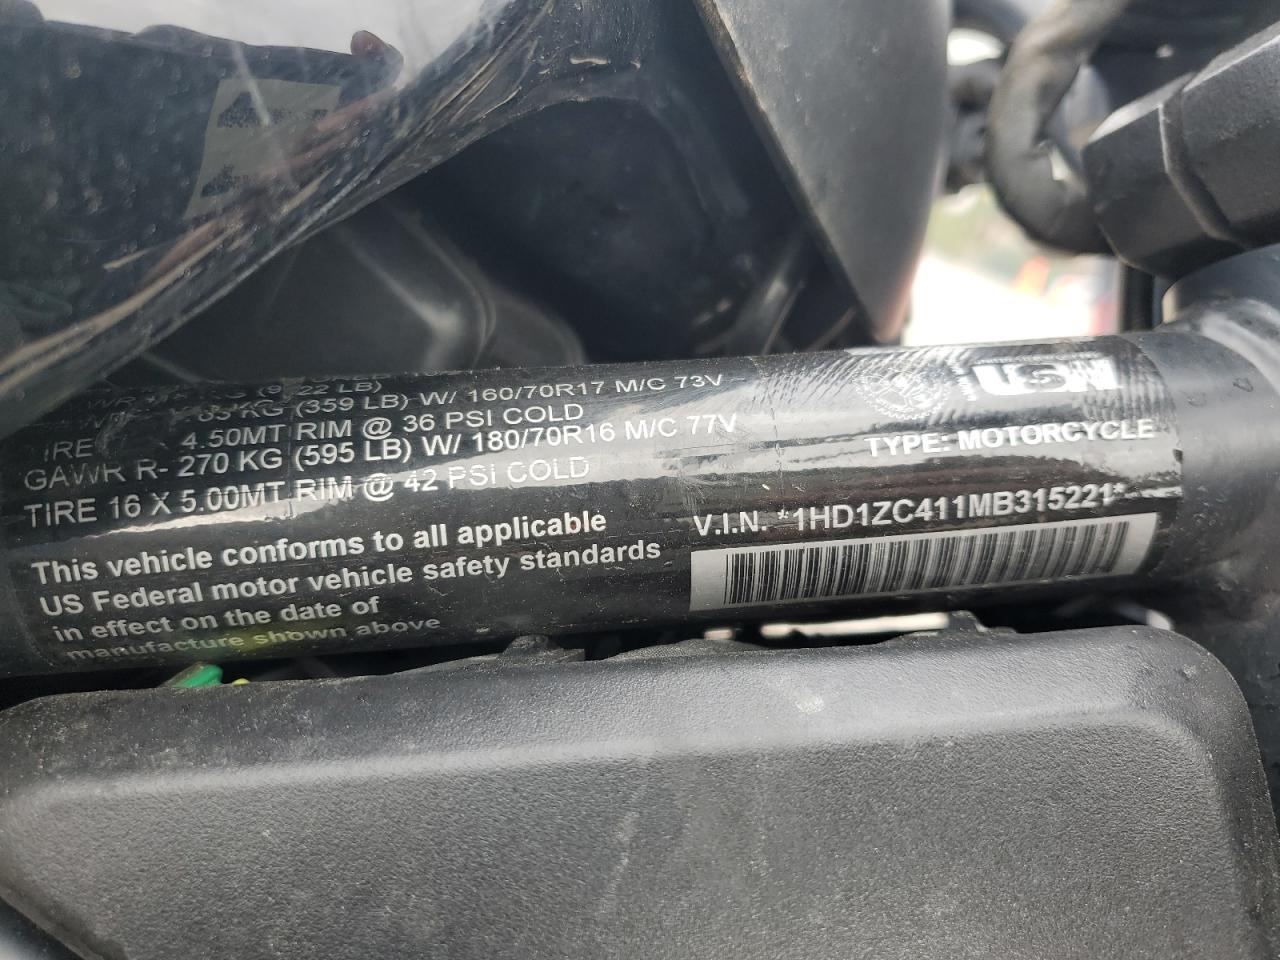 (359 LB) W/ 160/70R17 M/C 73V
4.50MT RIM @ 36 PSI COLD
GAWR R- 270 KG (595 LB) W/ 180/70R16 M/C 77V
TIRE 16 X 5.00MT RIM @ 42 PSI COLD
This vehicle conforms to all applicable
US Federal motor vehicle safety standards
in effect on the date of
manufacture shown above
TYPE: MOTORCYCLE
V.I.N. *1HD1ZC411MB315221*